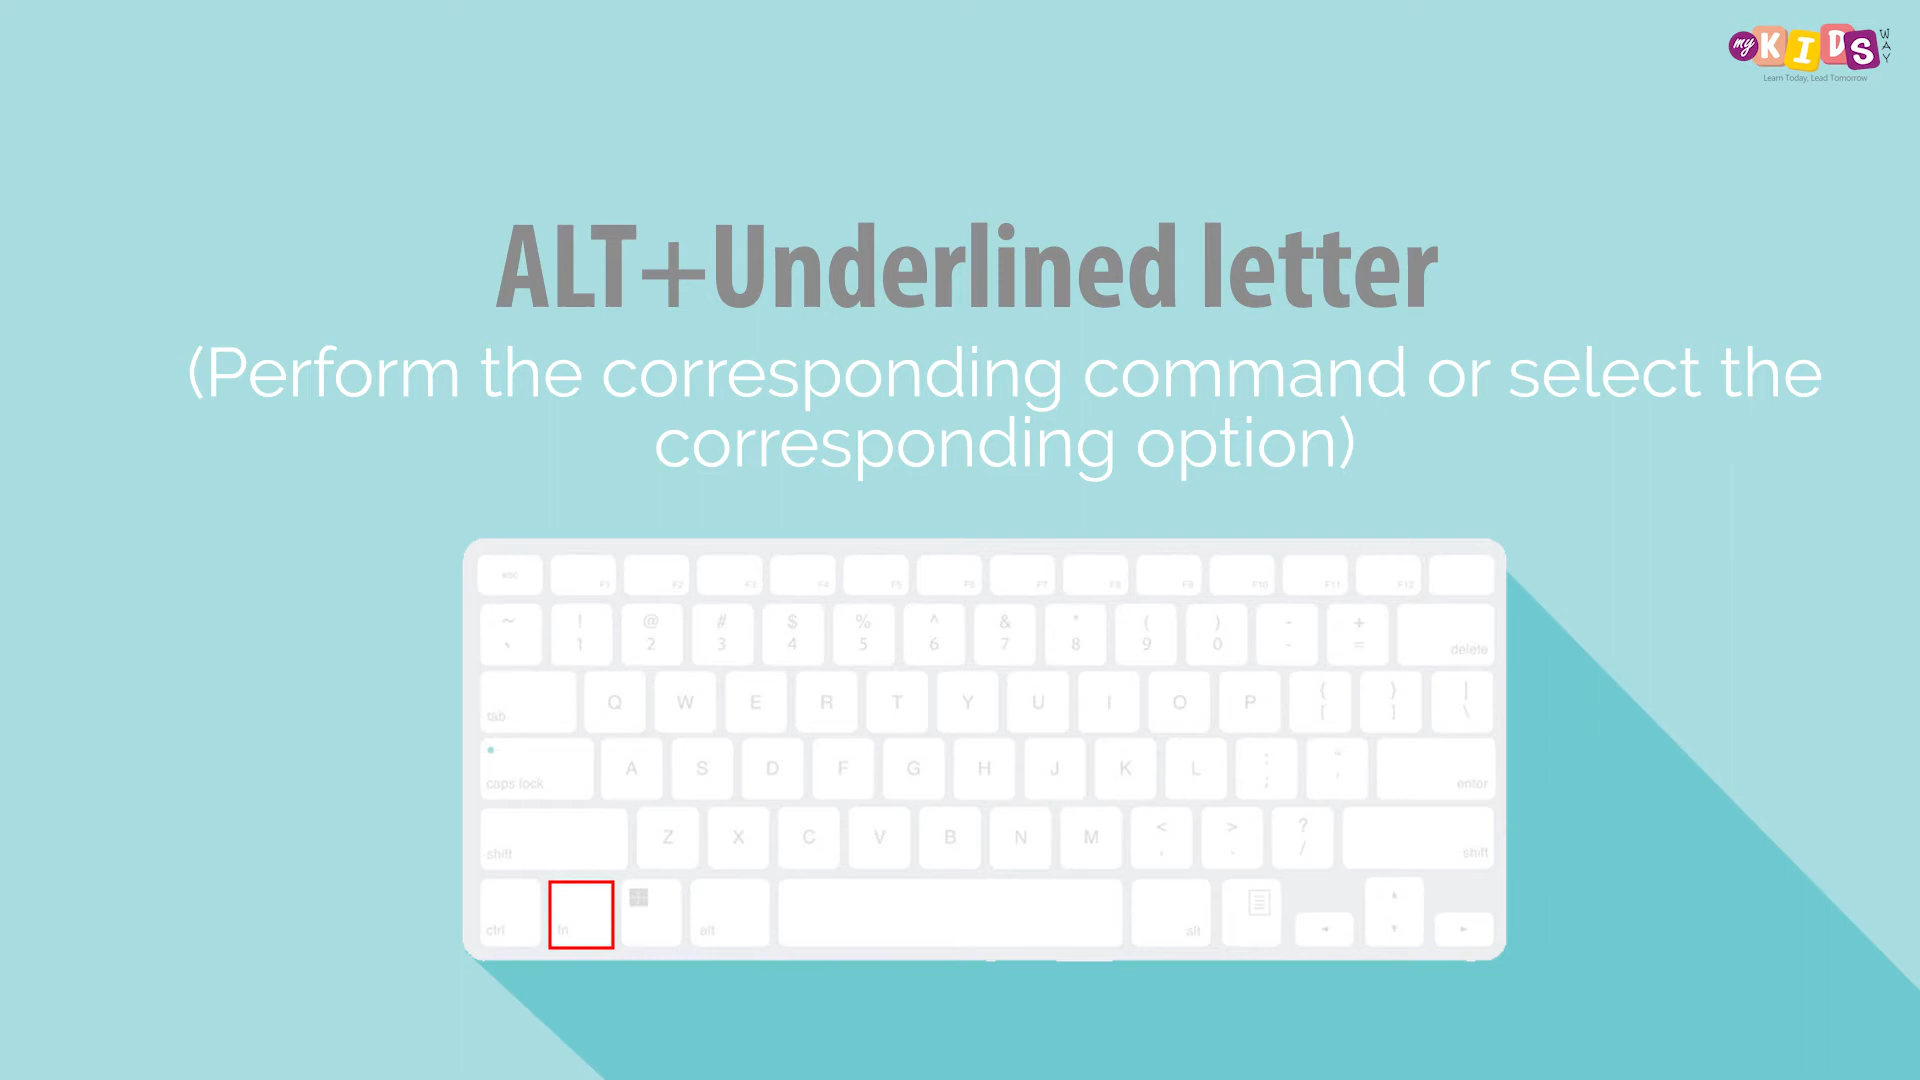 my KIDS WAY
Learn Today, Lead Tomorrow
ALT+Underlined letter
(Perform the corresponding command or select the
corresponding option)
esc F1 F2 F3 F4 F5 F6 F7 F8 F9 F10 F11 F12
~ ! @ # $ % ^ & * ( ) - +
` 1 2 3 4 5 6 7 8 9 0 - = delete
tab Q W E R T Y U I O P { [ } ] | \
caps lock A S D F G H J K L : ; " ' enter
shift Z X C V B N M < , > . ? / shift
ctrl fn alt alt